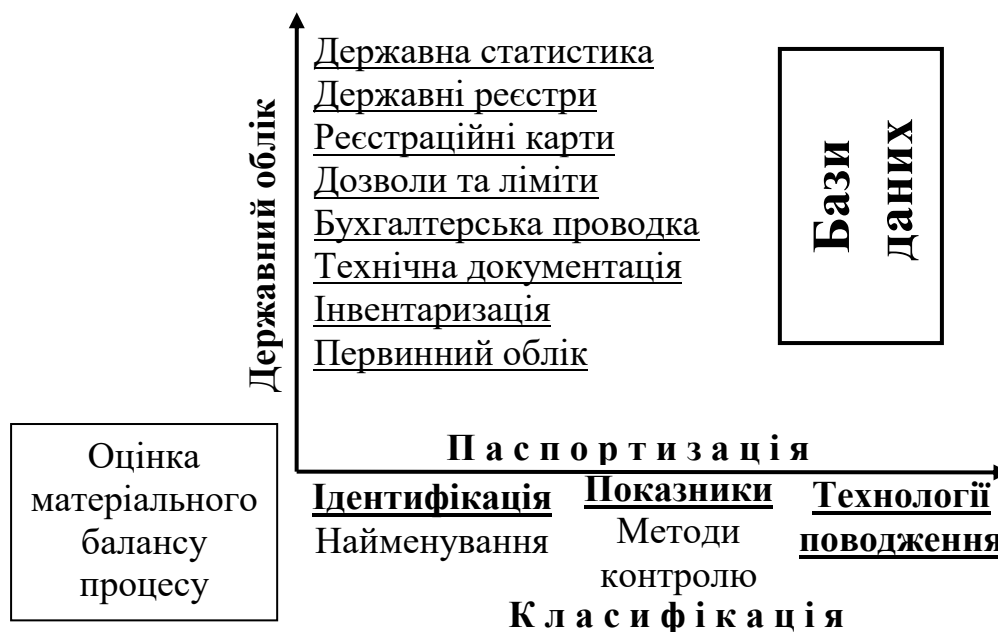 Державний облік
Державна статистика
Державні реєстри
Реєстраційні карти
Дозволи та ліміти
Бухгалтерська проводка
Технічна документація
Інвентаризація
Первинний облік
Бази
даних
Оцінка
матеріального
балансу
процесу
Паспортизація
Ідентифікація
Найменування
Показники
Методи
контролю
Технології
поводження
Класифікація